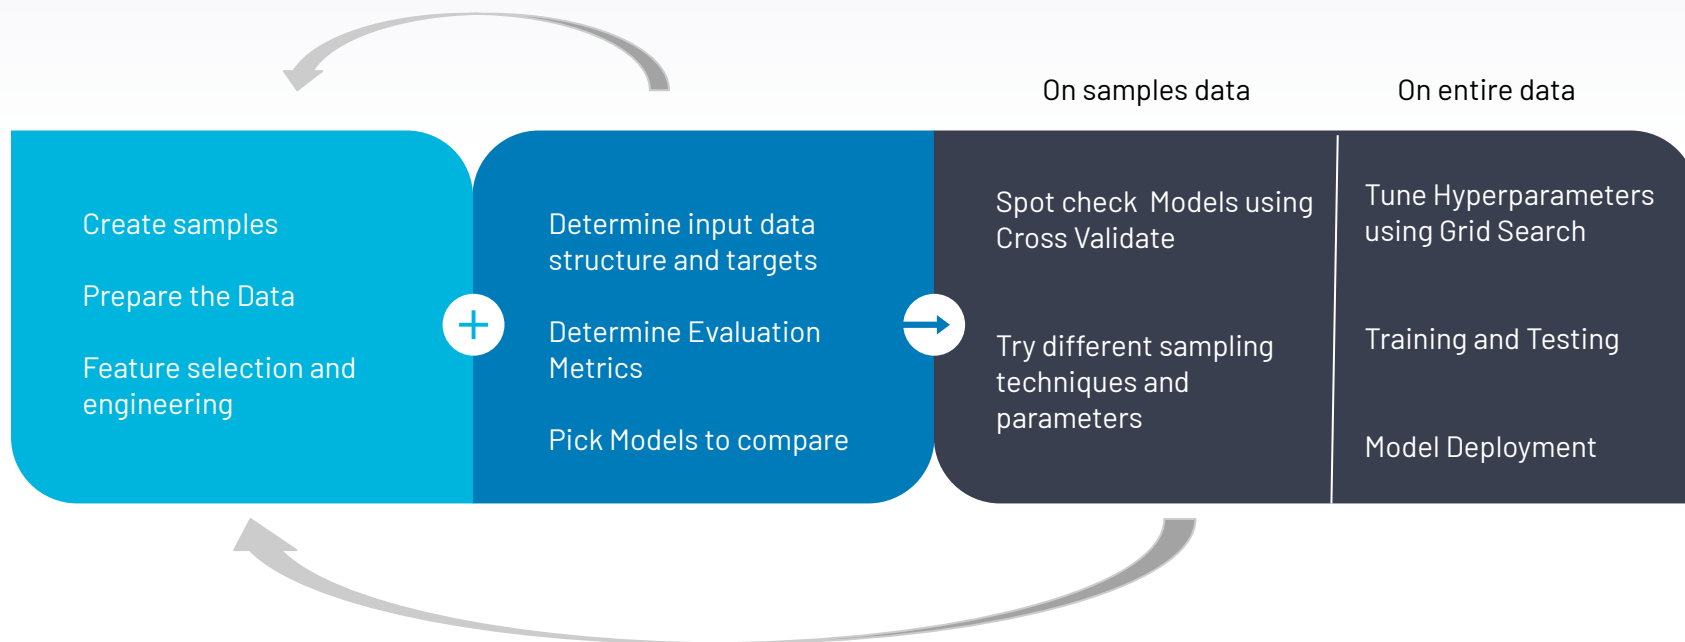 On samples data
On entire data
Create samples
Prepare the Data
Feature selection and
engineering
Determine input data
structure and targets
Determine Evaluation
Metrics
Pick Models to compare
Spot check  Models using
Cross Validate
Try different sampling
techniques and
parameters
Tune Hyperparameters
using Grid Search
Training and Testing
Model Deployment